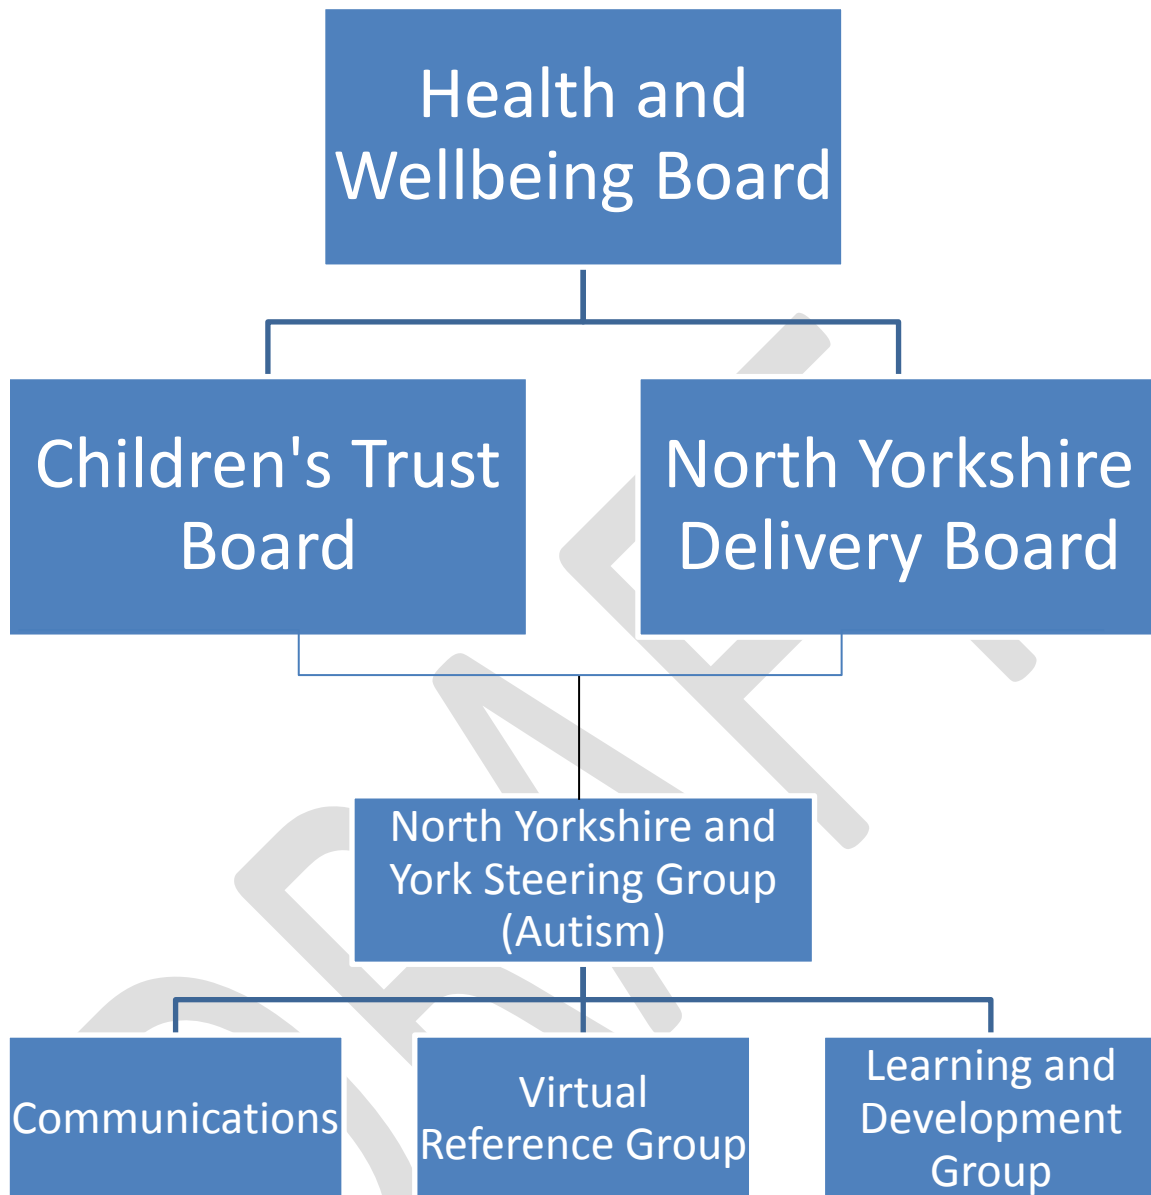 Health and
Wellbeing Board
Children's Trust
Board
North Yorkshire
Delivery Board
North Yorkshire and
York Steering Group
(Autism)
Communications
Virtual
Reference Group
Learning and
Development
Group
DRAFT